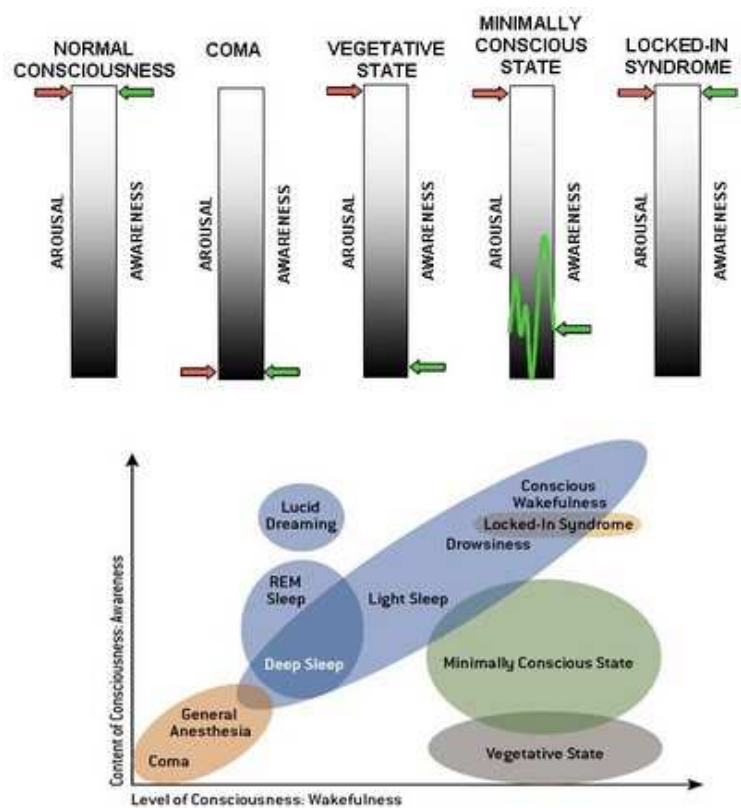 NORMAL
CONSCIOUSNESS
COMA
VEGETATIVE
STATE
MINIMALLY
CONSCIOUS
STATE
LOCKED-IN
SYNDROME
AROUSAL
AWARENESS
AROUSAL
AWARENESS
AROUSAL
AWARENESS
AROUSAL
AWARENESS
AROUSAL
AWARENESS
Content of Consciousness: Awareness
Lucid
Dreaming
Conscious
Wakefulness
Locked-In Syndrome
Drowsiness
REM
Sleep
Light Sleep
Deep Sleep
Minimally Conscious State
General
Anesthesia
Coma
Vegetative State
Level of Consciousness: Wakefulness